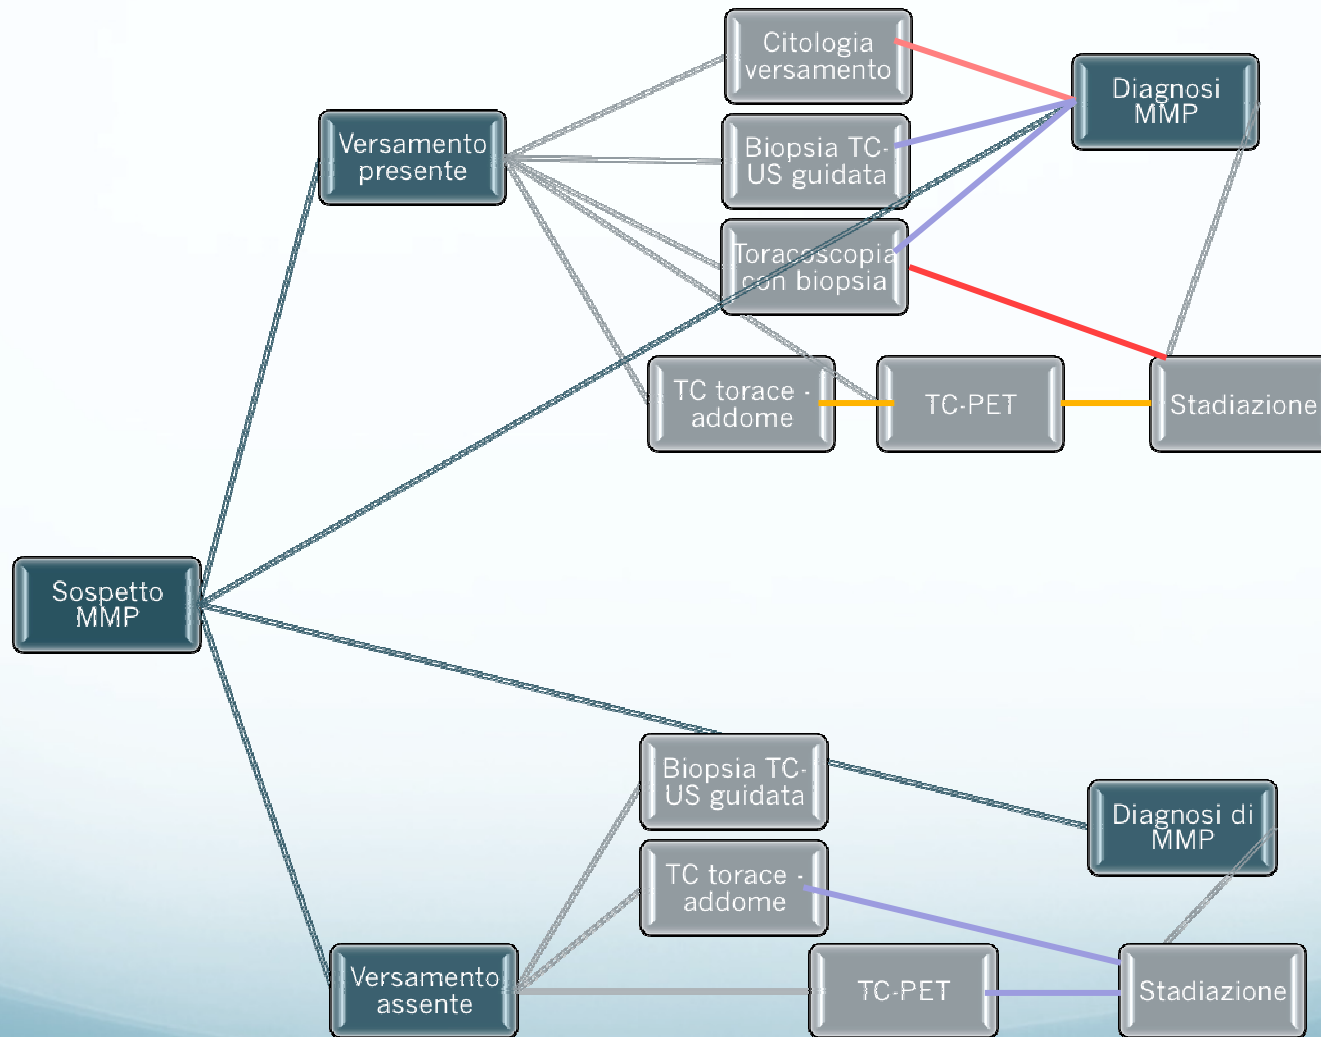 Citologia
versamento
Diagnosi
MMP
Versamento
presente
Biopsia TC-
US guidata
Toracoscopia
con biopsia
TC torace -
addome
TC-PET
Stadiazione
Sospetto
MMP
Biopsia TC-
US guidata
Diagnosi di
MMP
TC torace -
addome
Versamento
assente
TC-PET
Stadiazione